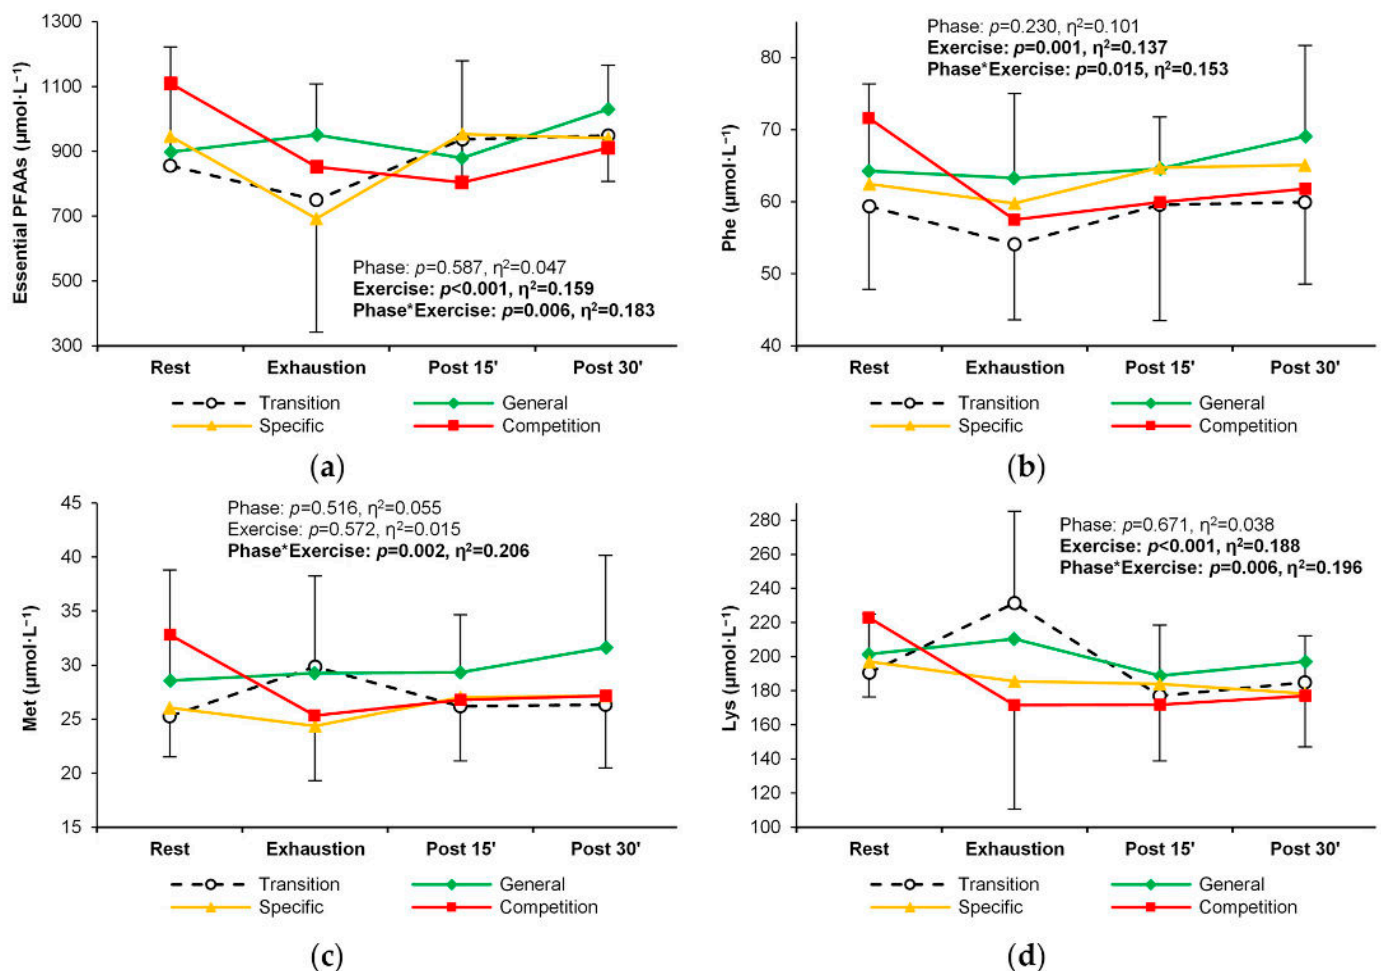 Essential PFAAs (µmol·L⁻¹)
1300
1100
900
700
500
300
Phase: p=0.587, η²=0.047
Exercise: p<0.001, η²=0.159
Phase*Exercise: p=0.006, η²=0.183
Rest Exhaustion Post 15' Post 30'
Transition General
Specific Competition
(a)
Phe (µmol·L⁻¹)
80
70
60
50
40
Phase: p=0.230, η²=0.101
Exercise: p=0.001, η²=0.137
Phase*Exercise: p=0.015, η²=0.153
Rest Exhaustion Post 15' Post 30'
Transition General
Specific Competition
(b)
Met (µmol·L⁻¹)
45
40
35
30
25
20
15
Phase: p=0.516, η²=0.055
Exercise: p=0.572, η²=0.015
Phase*Exercise: p=0.002, η²=0.206
Rest Exhaustion Post 15' Post 30'
Transition General
Specific Competition
(c)
Lys (µmol·L⁻¹)
280
260
240
220
200
180
160
140
120
100
Phase: p=0.671, η²=0.038
Exercise: p<0.001, η²=0.188
Phase*Exercise: p=0.006, η²=0.196
Rest Exhaustion Post 15' Post 30'
Transition General
Specific Competition
(d)